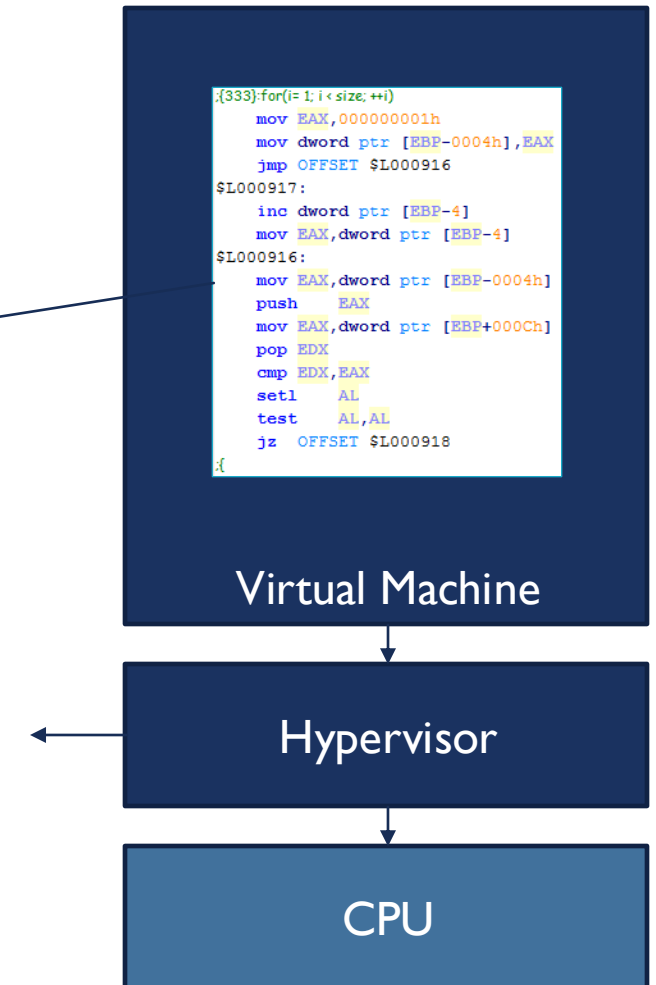 ;{333}:for(i= 1; i < size; ++i)
mov EAX,000000001h
mov dword ptr [EBP-0004h],EAX
jmp OFFSET $L000916
$L000917:
inc dword ptr [EBP-4]
mov EAX,dword ptr [EBP-4]
$L000916:
mov EAX,dword ptr [EBP-0004h]
push EAX
mov EAX,dword ptr [EBP+000Ch]
pop EDX
cmp EDX,EAX
setl AL
test AL,AL
jz OFFSET $L000918
;{
Virtual Machine
Hypervisor
CPU